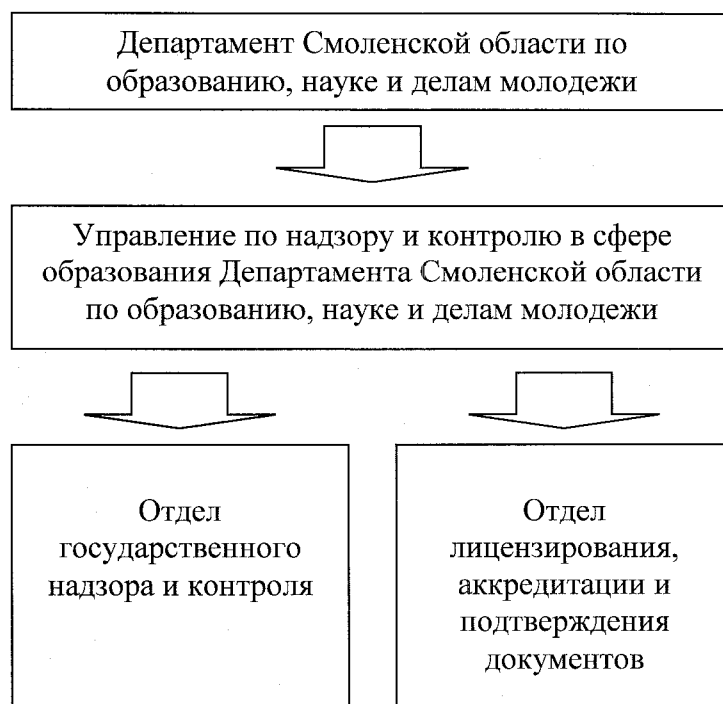 Департамент Смоленской области по
образованию, науке и делам молодежи
Управление по надзору и контролю в сфере
образования Департамента Смоленской области
по образованию, науке и делам молодежи
Отдел
государственного
надзора и контроля
Отдел
лицензирования,
аккредитации и
подтверждения
документов